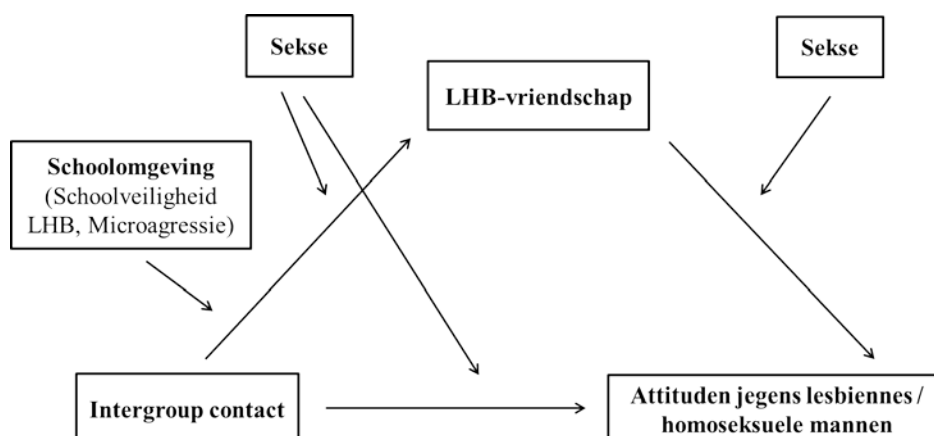 Sekse
Sekse
LHB-vriendschap
Schoolomgeving
(Schoolveiligheid
LHB, Microagressie)
Intergroup contact
Attituden jegens lesbiennes /
homoseksuele mannen